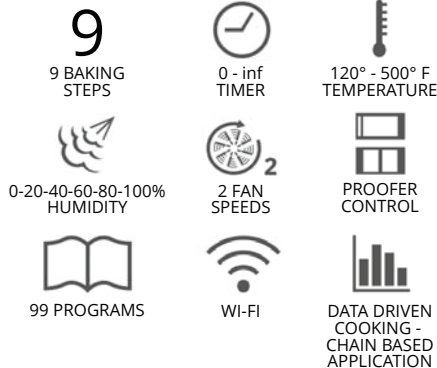 9
9 BAKING
STEPS
0 - inf
TIMER
120° - 500° F
TEMPERATURE
0-20-40-60-80-100%
HUMIDITY
2
2 FAN
SPEEDS
PROOFER
CONTROL
99 PROGRAMS
WI-FI
DATA DRIVEN
COOKING -
CHAIN BASED
APPLICATION